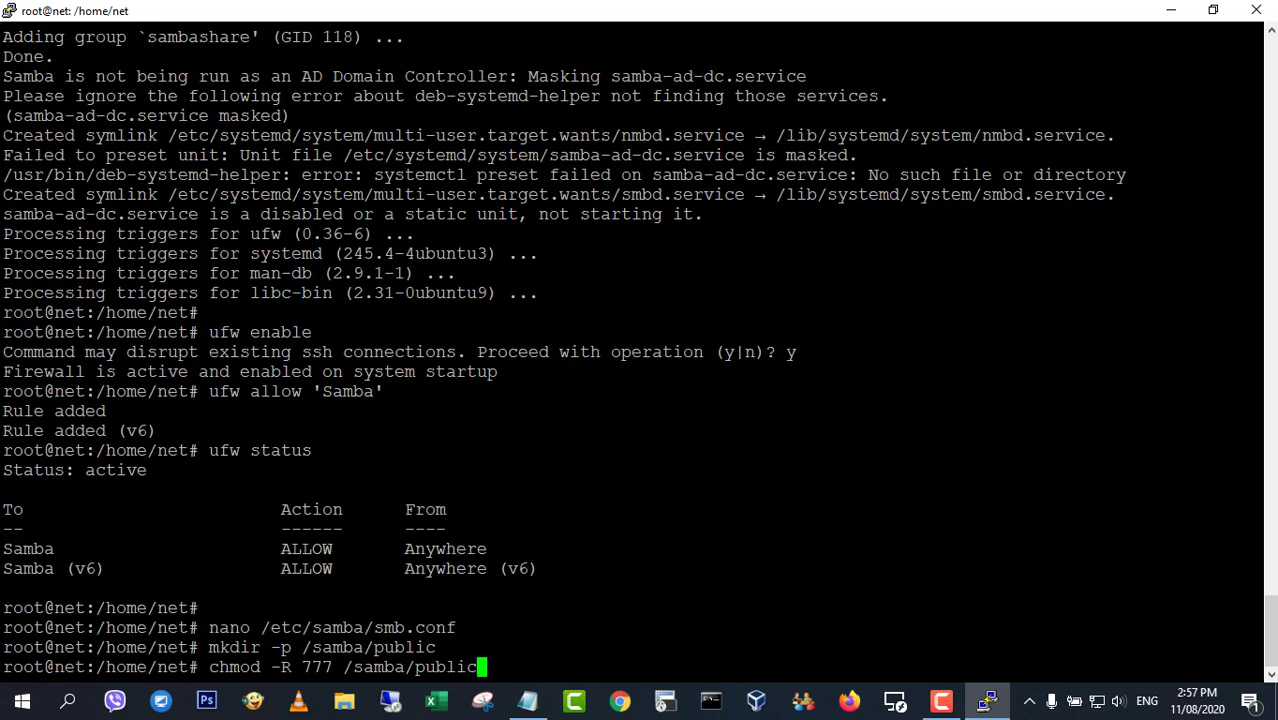 root@net: /home/net
Adding group `sambashare' (GID 118) ...
Done.
Samba is not being run as an AD Domain Controller: Masking samba-ad-dc.service
Please ignore the following error about deb-systemd-helper not finding those services.
(samba-ad-dc.service masked)
Created symlink /etc/systemd/system/multi-user.target.wants/nmbd.service → /lib/systemd/system/nmbd.service.
Failed to preset unit: Unit file /etc/systemd/system/samba-ad-dc.service is masked.
/usr/bin/deb-systemd-helper: error: systemctl preset failed on samba-ad-dc.service: No such file or directory
Created symlink /etc/systemd/system/multi-user.target.wants/smbd.service → /lib/systemd/system/smbd.service.
samba-ad-dc.service is a disabled or a static unit, not starting it.
Processing triggers for ufw (0.36-6) ...
Processing triggers for systemd (245.4-4ubuntu3) ...
Processing triggers for man-db (2.9.1-1) ...
Processing triggers for libc-bin (2.31-0ubuntu9) ...
root@net:/home/net#
root@net:/home/net# ufw enable
Command may disrupt existing ssh connections. Proceed with operation (y|n)? y
Firewall is active and enabled on system startup
root@net:/home/net# ufw allow 'Samba'
Rule added
Rule added (v6)
root@net:/home/net# ufw status
Status: active
To Action From
-- ------ ----
Samba ALLOW Anywhere
Samba (v6) ALLOW Anywhere (v6)
root@net:/home/net#
root@net:/home/net# nano /etc/samba/smb.conf
root@net:/home/net# mkdir -p /samba/public
root@net:/home/net# chmod -R 777 /samba/public
Ps
ENG
2:57 PM
11/08/2020
1